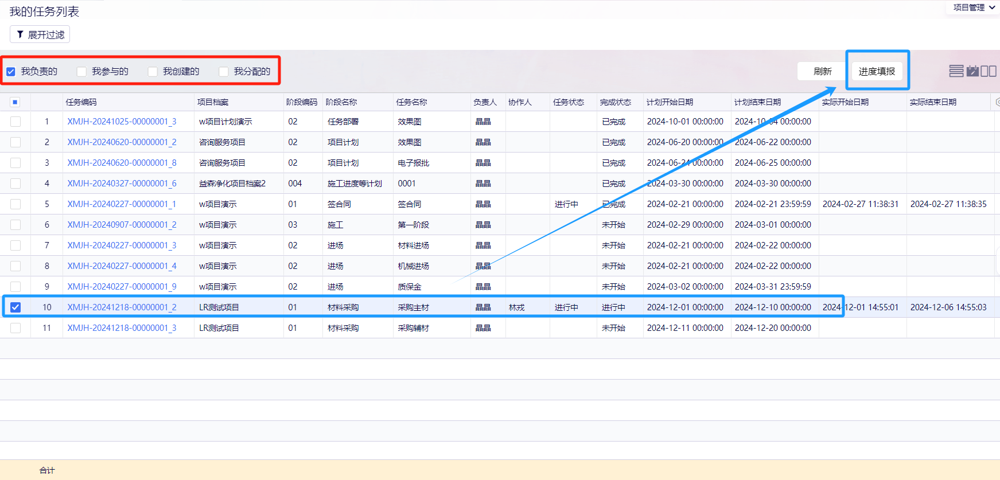 我的任务列表
项目管理
展开过滤
我负责的 我参与的 我创建的 我分配的 刷新 进度填报
任务编码 项目档案 阶段编码 阶段名称 任务名称 负责人 协作人 任务状态 完成状态 计划开始日期 计划结束日期 实际开始日期 实际结束日期
1 XMJH-20241025-00000001_3 w项目计划演示 02 任务部署 效果图 晶晶 已完成 2024-10-01 00:00:00 2024-10-04 00:00:00
2 XMJH-20240620-00000001_2 咨询服务项目 02 项目计划 效果图 晶晶 已完成 2024-06-20 00:00:00 2024-06-22 00:00:00
3 XMJH-20240620-00000001_8 咨询服务项目 02 项目计划 电子报批 晶晶 已完成 2024-06-24 00:00:00 2024-06-25 00:00:00
4 XMJH-20240327-00000001_6 益森净化项目档案2 004 施工进度等计划 0001 晶晶 已完成 2024-03-30 00:00:00 2024-03-30 00:00:00
5 XMJH-20240227-00000001_1 w项目演示 01 签合同 签合同 晶晶 进行中 已完成 2024-02-21 00:00:00 2024-02-21 23:59:59 2024-02-27 11:38:31 2024-02-27 11:38:35
6 XMJH-20240907-00000001_2 w项目演示 03 施工 第一阶段 晶晶 未开始 2024-02-29 00:00:00 2024-03-01 00:00:00
7 XMJH-20240227-00000001_3 w项目演示 02 进场 材料进场 晶晶 未开始 2024-02-21 00:00:00 2024-02-22 00:00:00
8 XMJH-20240227-00000001_4 w项目演示 02 进场 机械进场 晶晶 未开始 2024-02-21 00:00:00 2024-02-22 00:00:00
9 XMJH-20240227-00000001_9 w项目演示 02 进场 质保金 晶晶 未开始 2024-03-02 00:00:00 2024-03-31 23:59:59
10 XMJH-20241218-00000001_2 LR测试项目 01 材料采购 采购主材 晶晶 林戎 进行中 进行中 2024-12-01 00:00:00 2024-12-10 00:00:00 2024-12-01 14:55:01 2024-12-06 14:55:03
11 XMJH-20241218-00000001_3 LR测试项目 01 材料采购 采购辅材 晶晶 未开始 2024-12-11 00:00:00 2024-12-20 00:00:00
合计